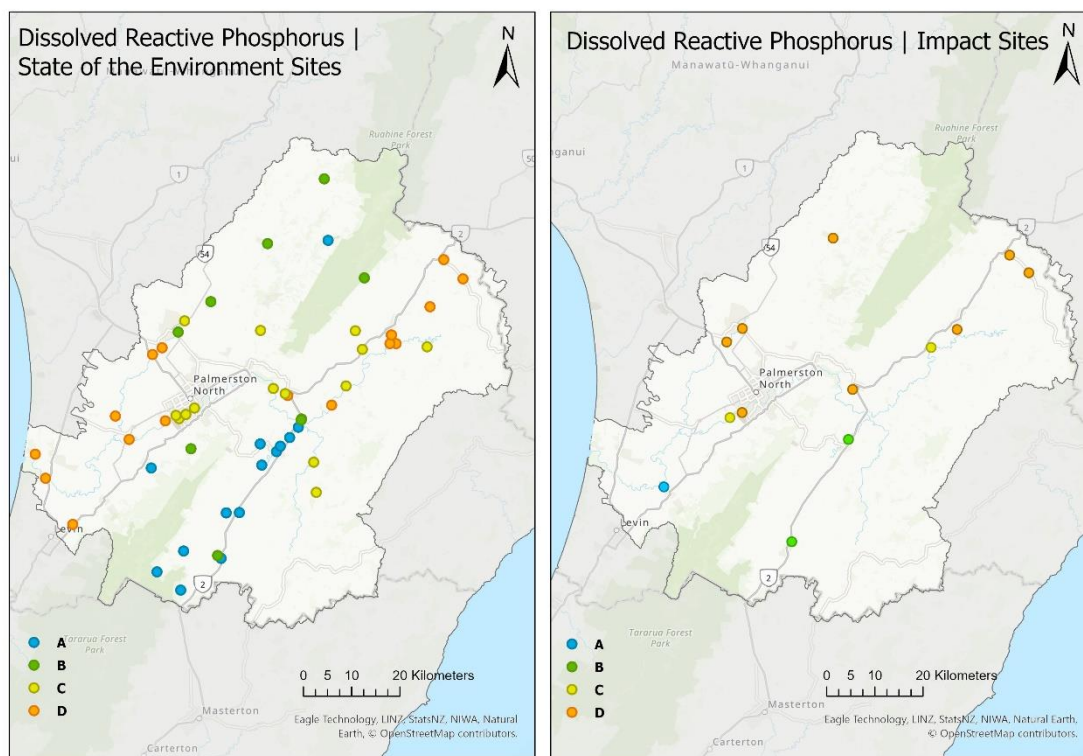 Dissolved Reactive Phosphorus |
State of the Environment Sites
N
Ruahine Forest
Park
1
50
2
54
Palmerston
North
Levin
2
Tararua Forest
Park
A
B
C
D
0 5 10 20 Kilometers
Masterton
Carterton
Eagle Technology, LINZ, StatsNZ, NIWA, Natural
Earth, © OpenStreetMap contributors.
Dissolved Reactive Phosphorus | Impact Sites
N
Manawatū-Whanganui
Ruahine Forest
Park
anganui
1
50
2
54
Palmerston
North
Levin
2
Tararua Forest
Park
A
B
C
D
0 5 10 20 Kilometers
Masterton
Carterton
Eagle Technology, LINZ, StatsNZ, NIWA, Natural Earth,
© OpenStreetMap contributors.